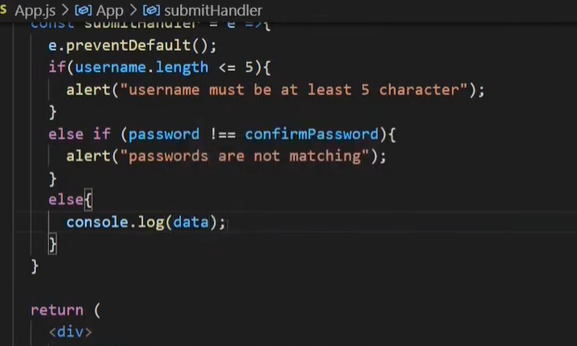 App.js > App > submitHandler
const submitHandler = e =>{
e.preventDefault();
if(username.length <= 5){
alert("username must be at least 5 character");
}
else if (password !== confirmPassword){
alert("passwords are not matching");
}
else{
console.log(data);
}
}
return (
<div>